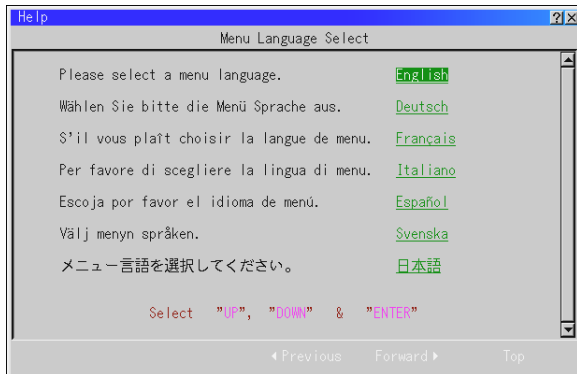 Help
Menu Language Select
Please select a menu language. English
Wählen Sie bitte die Menü Sprache aus. Deutsch
S'il vous plaît choisir la langue de menu. Français
Per favore di scegliere la lingua di menu. Italiano
Escoja por favor el idioma de menú. Español
Välj menyn språken. Svenska
メニュー言語を選択してください。 日本語
Select "UP", "DOWN" & "ENTER"
Previous Forward Top